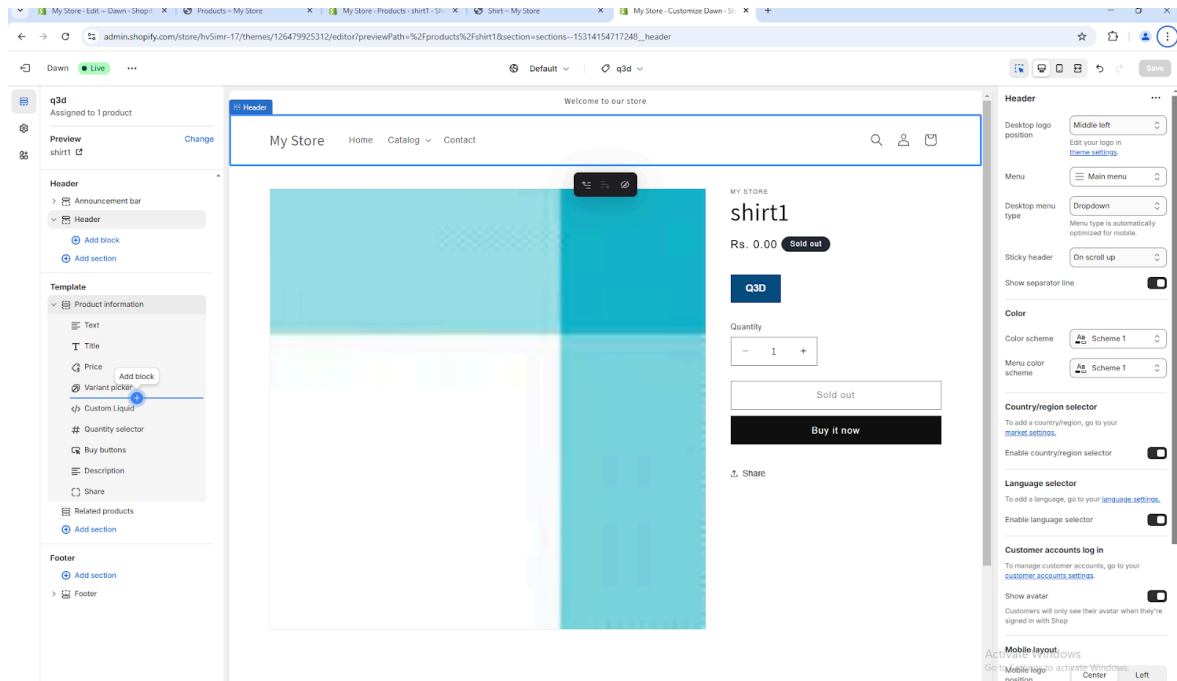 My Store - Edit ~ Dawn - Shopif
Products – My Store
My Store - Products · shirt1 - Sh
Shirt – My Store
My Store - Customize Dawn - Sh
admin.shopify.com/store/hv5imr-17/themes/126479925312/editor?previewPath=%2Fproducts%2Fshirt1&section=sections--15314154717248__header
Dawn
Live
Default
q3d
Save
q3d
Assigned to 1 product
Preview
Change
shirt1
Header
Announcement bar
Header
Add block
Add section
Template
Product information
Text
Title
Price
Add block
Variant picker
Custom Liquid
Quantity selector
Buy buttons
Description
Share
Related products
Add section
Footer
Add section
Footer
Welcome to our store
Header
My Store
Home
Catalog
Contact
MY STORE
shirt1
Rs. 0.00
Sold out
Q3D
Quantity
− 1 +
Sold out
Buy it now
Share
Header
Desktop logo
position
Middle left
Edit your logo in
theme settings.
Menu
Main menu
Desktop menu
type
Dropdown
Menu type is automatically
optimized for mobile.
Sticky header
On scroll up
Show separator line
Color
Color scheme
Aa Scheme 1
Menu color
scheme
Aa Scheme 1
Country/region selector
To add a country/region, go to your
market settings.
Enable country/region selector
Language selector
To add a language, go to your language settings.
Enable language selector
Customer accounts log in
To manage customer accounts, go to your
customer accounts settings.
Show avatar
Customers will only see their avatar when they're
signed in with Shop
Mobile layout
Mobile logo
position
Center
Left
Activate Windows
Go to Settings to activate Windows.